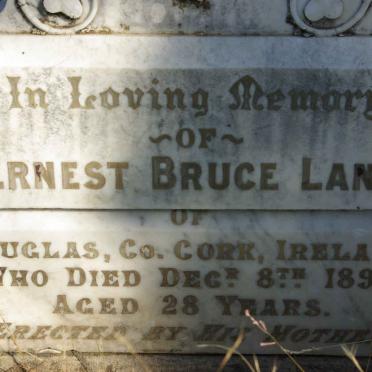 In Loving Memory
~OF~
ERNEST BRUCE LAN
OF
OUGLAS, CO. CORK, IRELA
WHO DIED DECR. 8TH 189
AGED 28 YEARS.
ERECTED BY HIS MOTHE